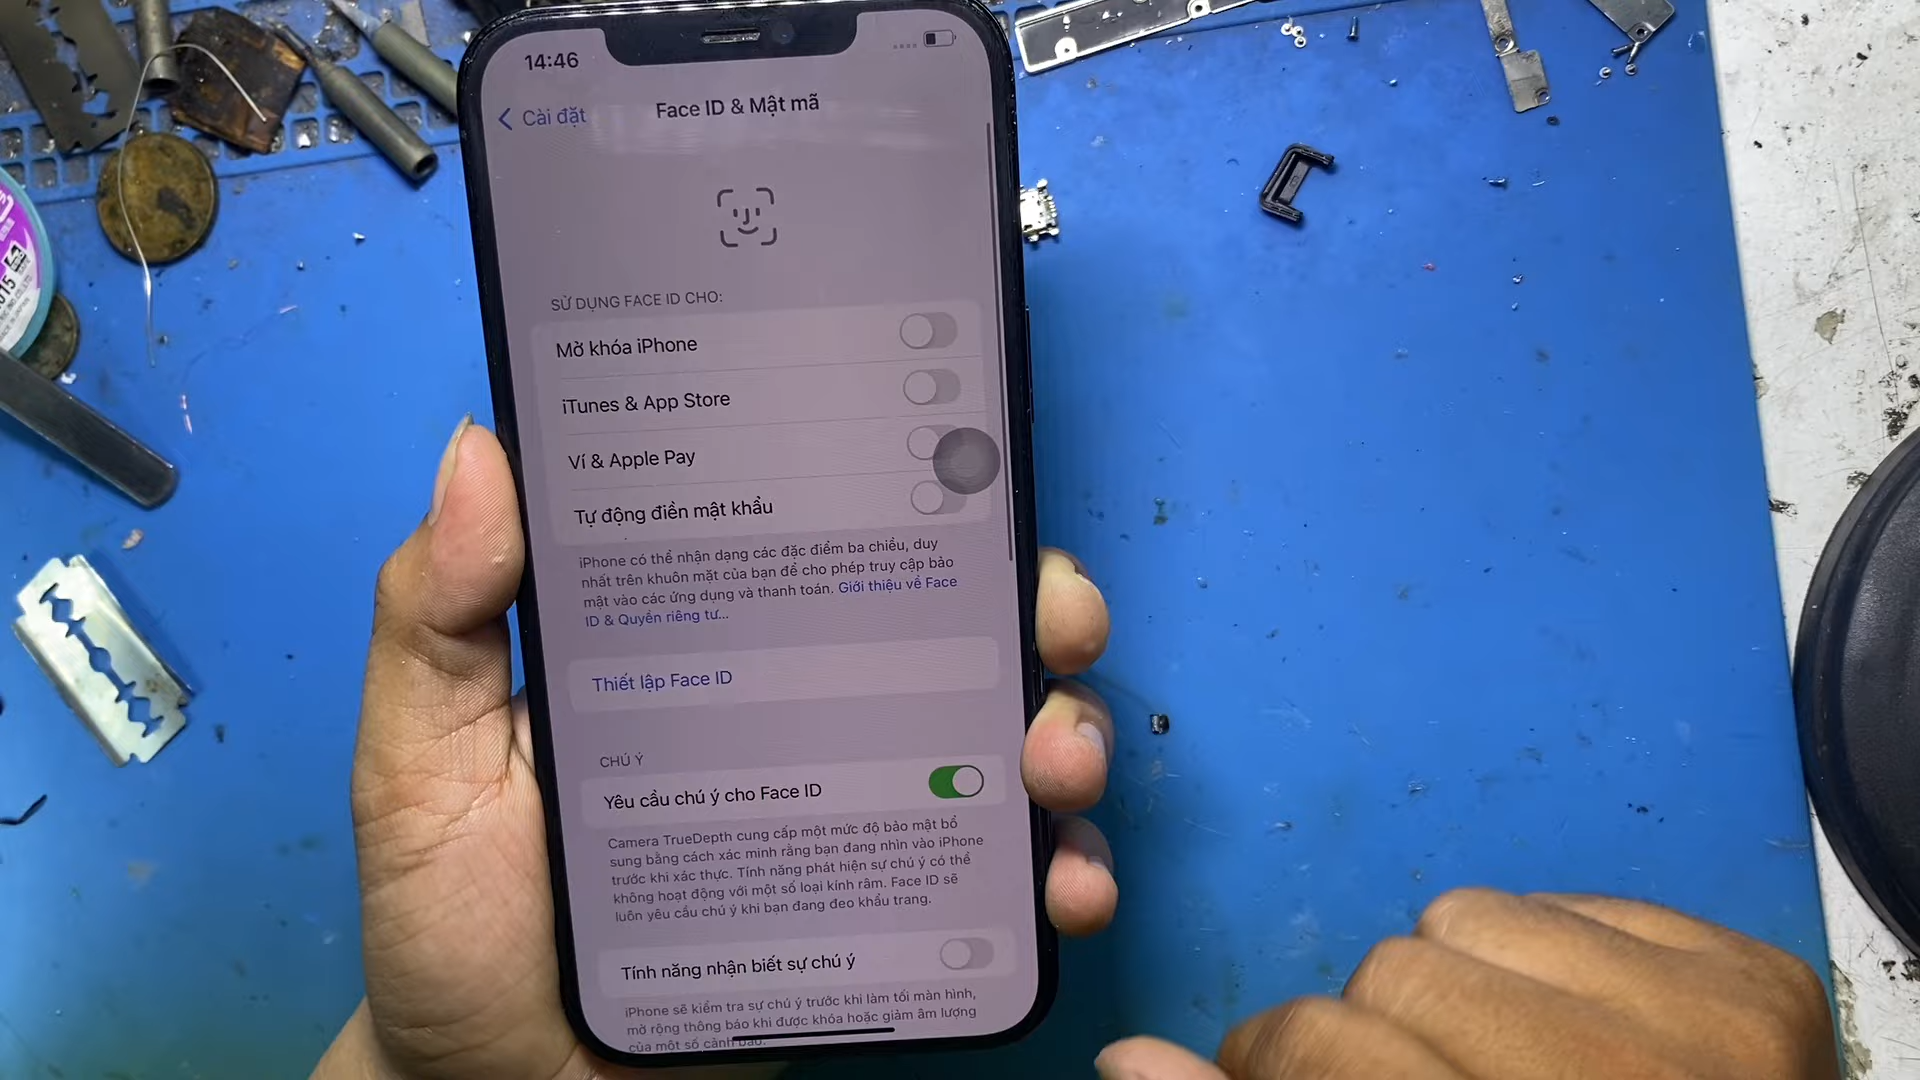 14:46
Cài đặt
Face ID & Mật mã
SỬ DỤNG FACE ID CHO:
Mở khóa iPhone
iTunes & App Store
Ví & Apple Pay
Tự động điền mật khẩu
iPhone có thể nhận dạng các đặc điểm ba chiều, duy
nhất trên khuôn mặt của bạn để cho phép truy cập bảo
mật vào các ứng dụng và thanh toán. Giới thiệu về Face
ID & Quyền riêng tư...
Thiết lập Face ID
CHÚ Ý
Yêu cầu chú ý cho Face ID
Camera TrueDepth cung cấp một mức độ bảo mật bổ
sung bằng cách xác minh rằng bạn đang nhìn vào iPhone
trước khi xác thực. Tính năng phát hiện sự chú ý có thể
không hoạt động với một số loại kính râm. Face ID sẽ
luôn yêu cầu chú ý khi bạn đang đeo khẩu trang.
Tính năng nhận biết sự chú ý
iPhone sẽ kiểm tra sự chú ý trước khi làm tối màn hình,
mở rộng thông báo khi được khóa hoặc giảm âm lượng
của một số cảnh báo.